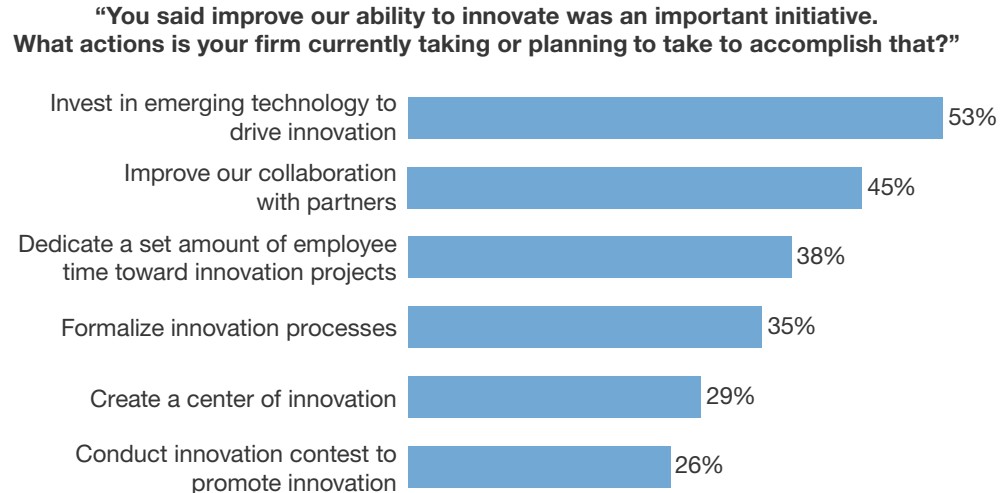 “You said improve our ability to innovate was an important initiative.
What actions is your firm currently taking or planning to take to accomplish that?”
Invest in emerging technology to
drive innovation
53%
Improve our collaboration
with partners
45%
Dedicate a set amount of employee
time toward innovation projects
38%
Formalize innovation processes
35%
Create a center of innovation
29%
Conduct innovation contest to
promote innovation
26%